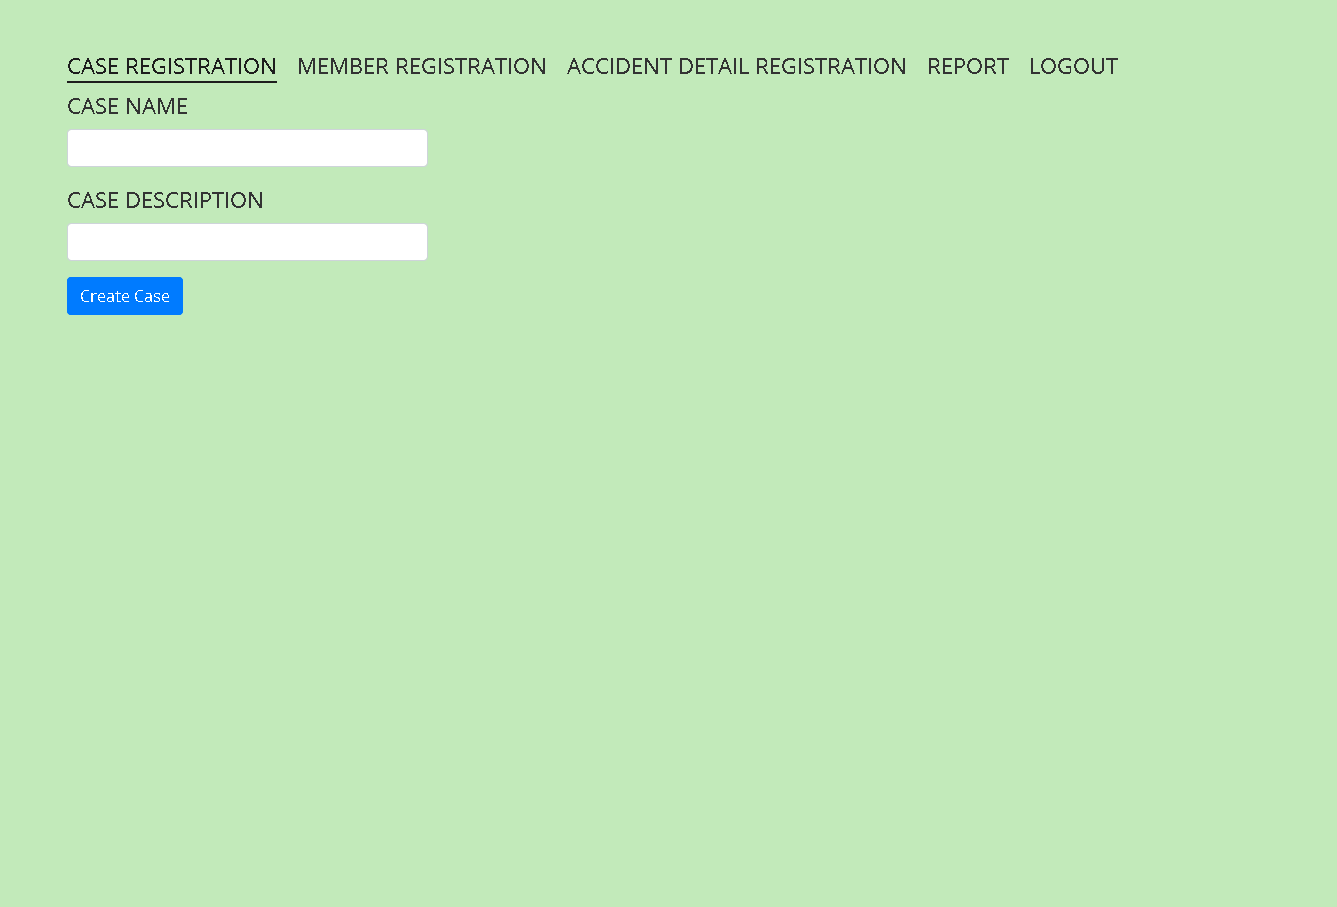 CASE REGISTRATION MEMBER REGISTRATION ACCIDENT DETAIL REGISTRATION REPORT LOGOUT
CASE NAME
CASE DESCRIPTION
Create Case